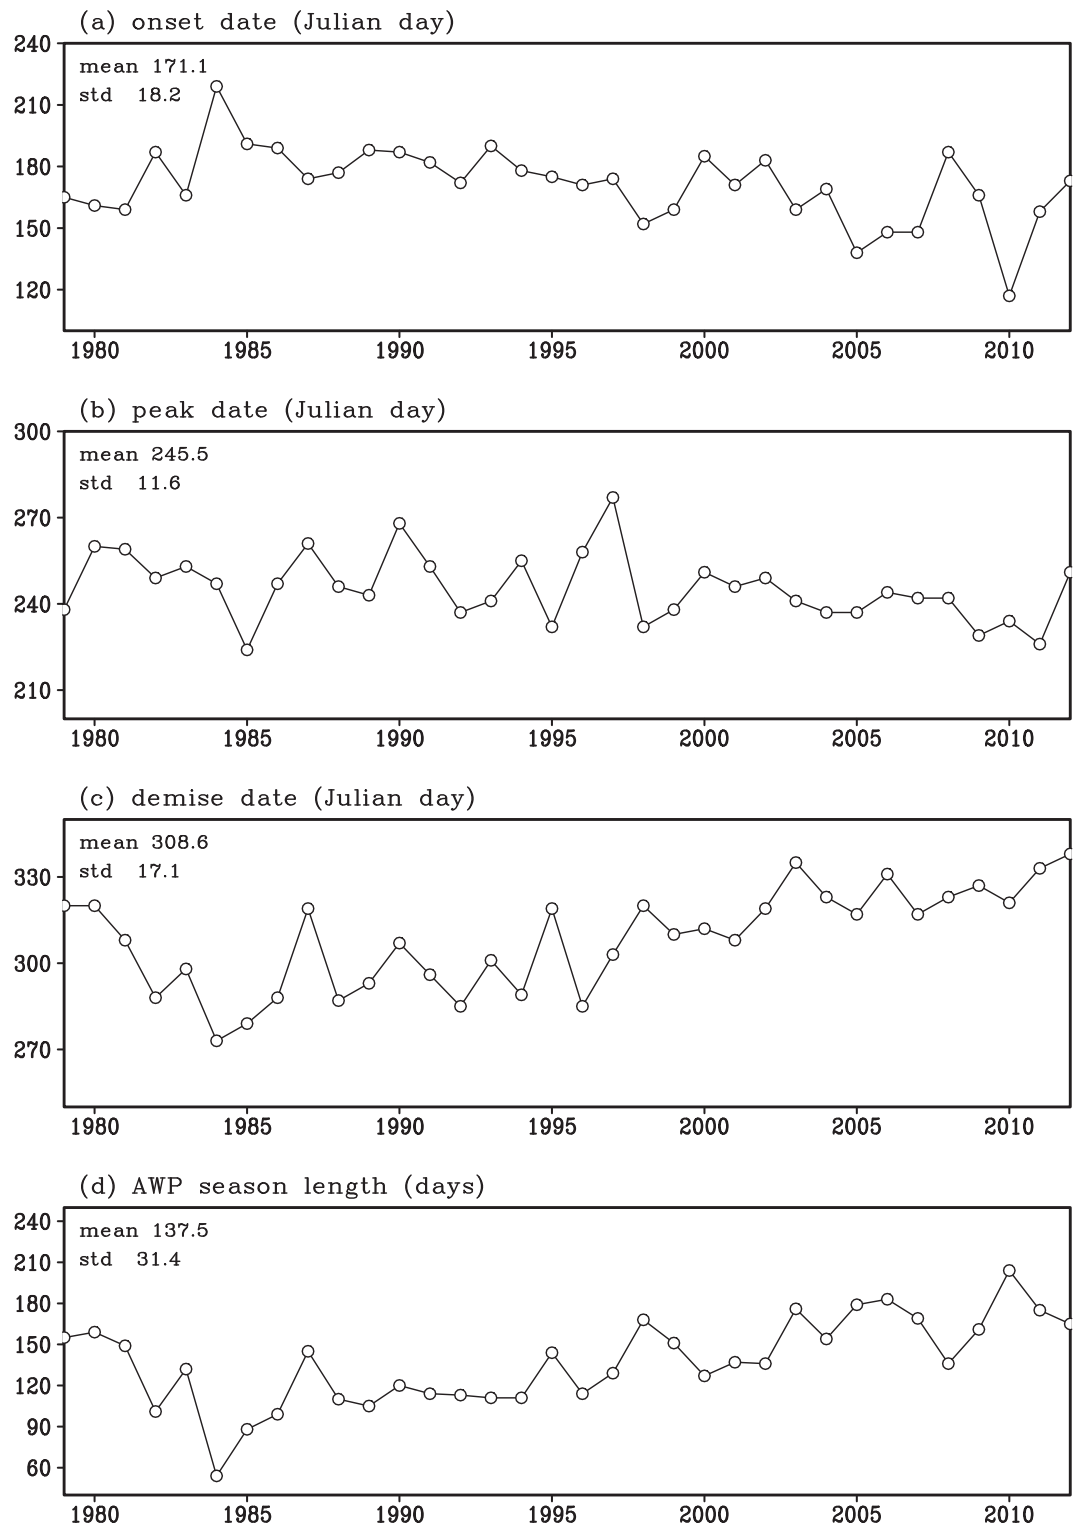 (a) onset date (Julian day)
240
mean 171.1
std 18.2
210
180
150
120
1980 1985 1990 1995 2000 2005 2010
(b) peak date (Julian day)
300
mean 245.5
std 11.6
270
240
210
1980 1985 1990 1995 2000 2005 2010
(c) demise date (Julian day)
mean 308.6
std 17.1
330
300
270
1980 1985 1990 1995 2000 2005 2010
(d) AWP season length (days)
240
mean 137.5
std 31.4
210
180
150
120
90
60
1980 1985 1990 1995 2000 2005 2010